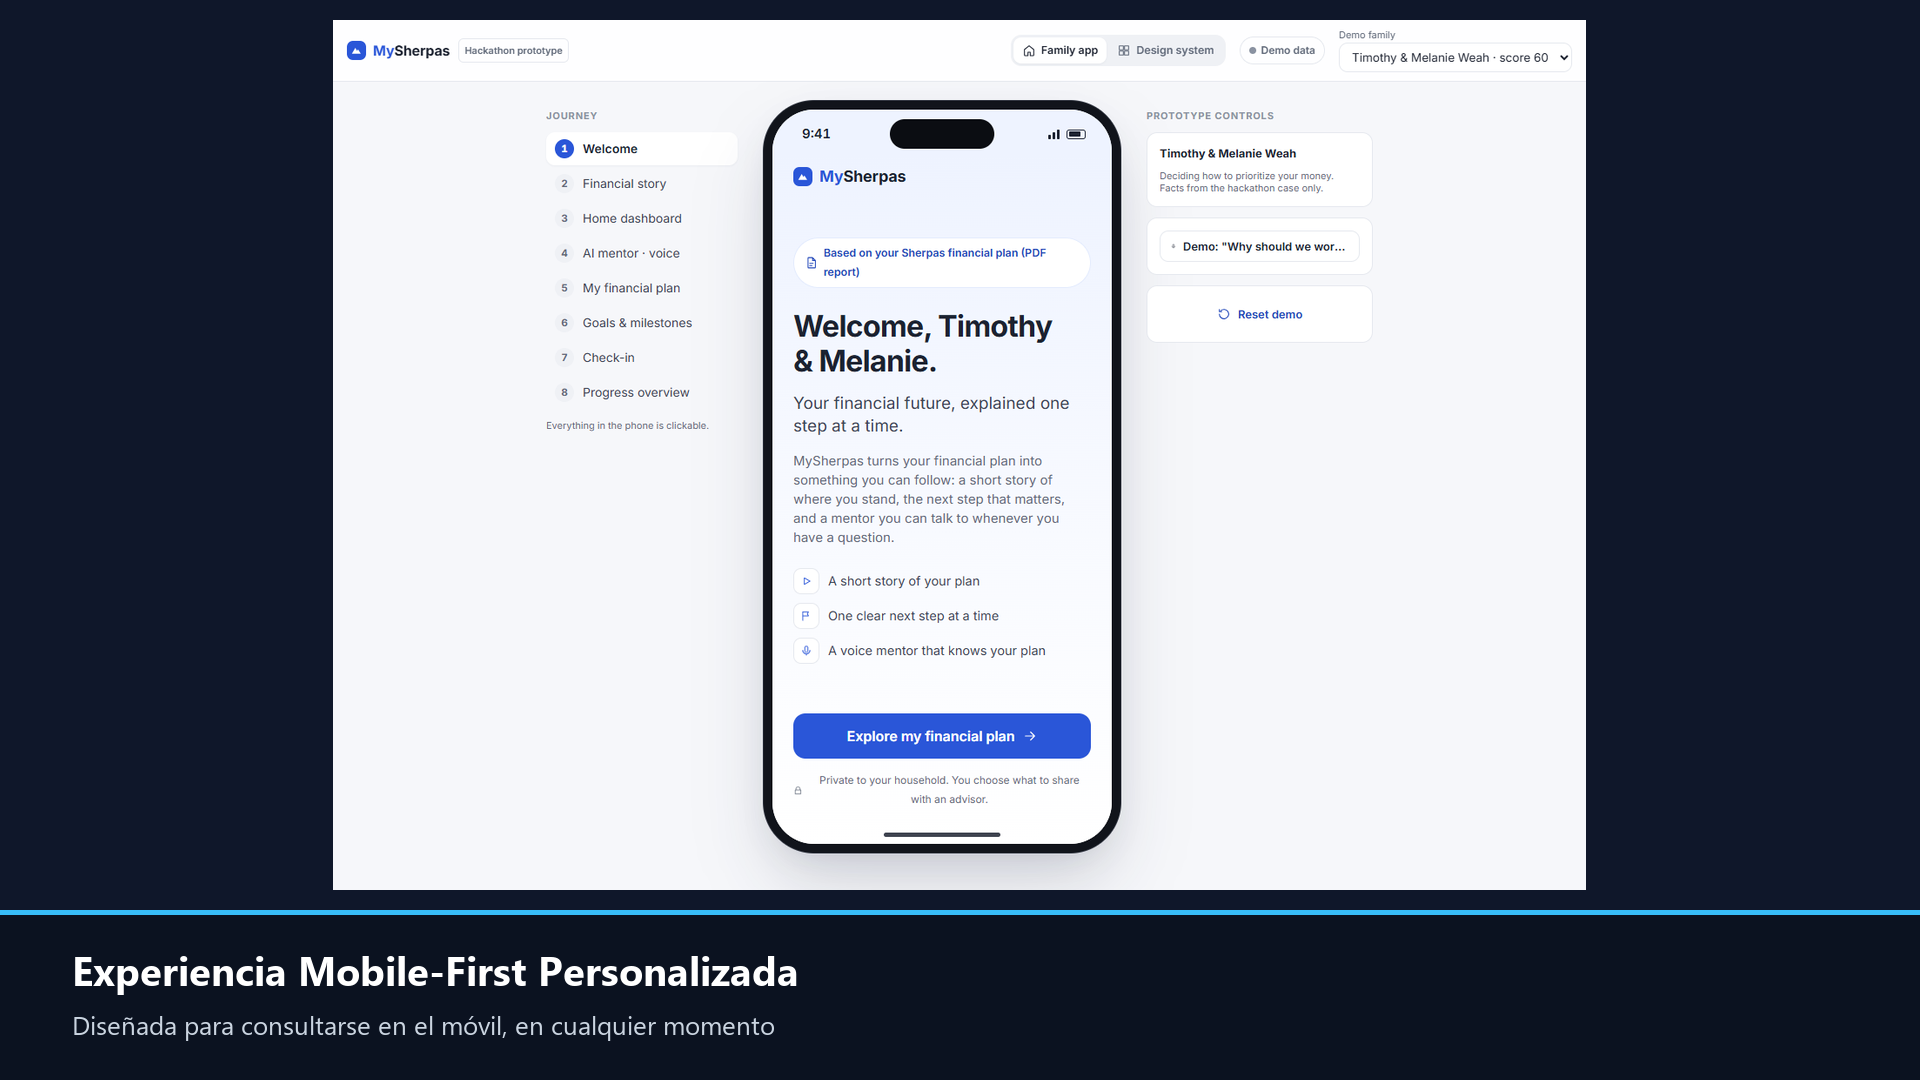 MySherpas
Hackathon prototype
Family app
Design system
Demo data
Demo family
Timothy & Melanie Weah · score 60
JOURNEY
1 Welcome
2 Financial story
3 Home dashboard
4 AI mentor · voice
5 My financial plan
6 Goals & milestones
7 Check-in
8 Progress overview
Everything in the phone is clickable.
9:41
MySherpas
Based on your Sherpas financial plan (PDF
report)
Welcome, Timothy
& Melanie.
Your financial future, explained one
step at a time.
MySherpas turns your financial plan into
something you can follow: a short story of
where you stand, the next step that matters,
and a mentor you can talk to whenever you
have a question.
A short story of your plan
One clear next step at a time
A voice mentor that knows your plan
Explore my financial plan
Private to your household. You choose what to share
with an advisor.
PROTOTYPE CONTROLS
Timothy & Melanie Weah
Deciding how to prioritize your money.
Facts from the hackathon case only.
Demo: "Why should we wor...
Reset demo
Experiencia Mobile-First Personalizada
Diseñada para consultarse en el móvil, en cualquier momento